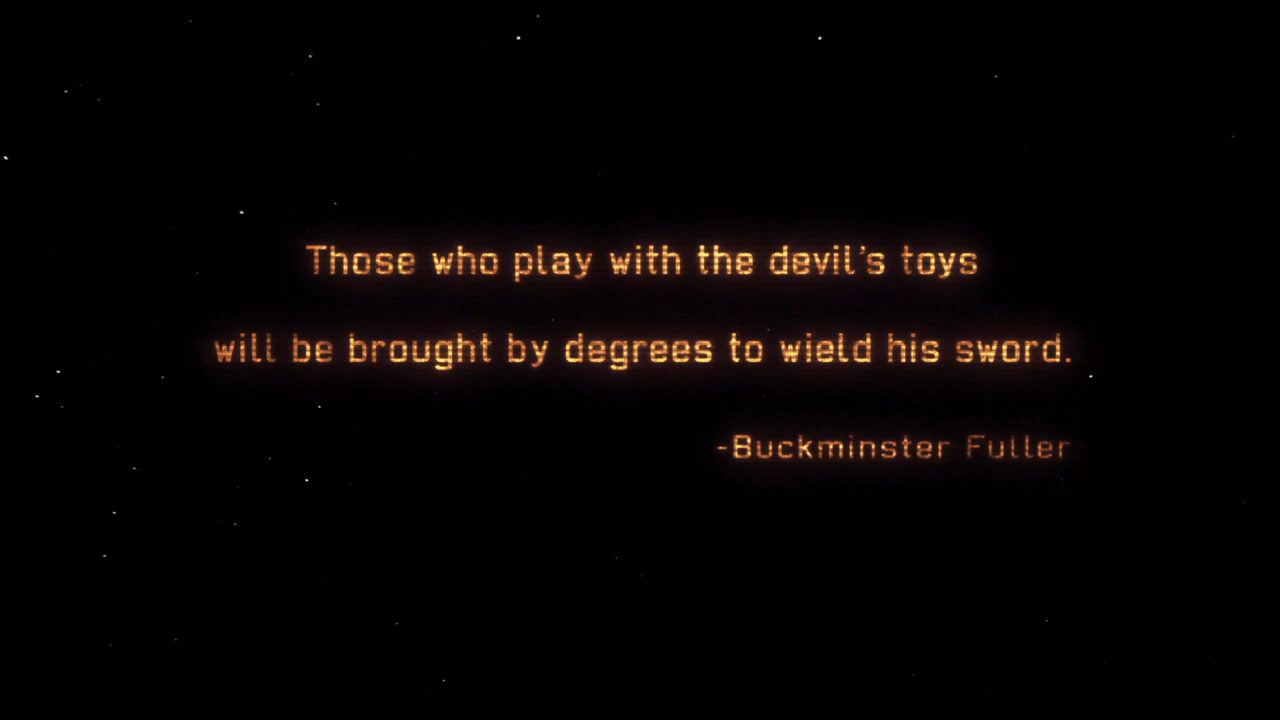 Those who play with the devil's toys
will be brought by degrees to wield his sword.
-Buckminster Fuller